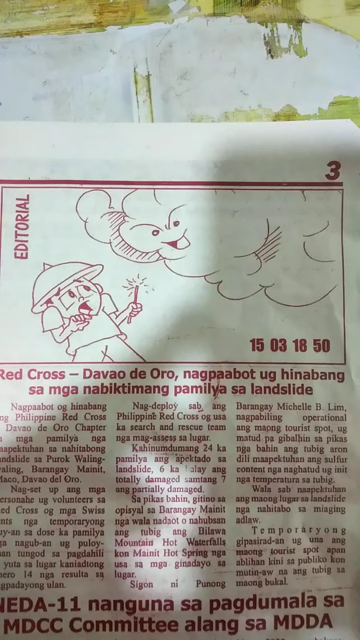 3
EDITORIAL
15 03 18 50
Red Cross – Davao de Oro, nagpaabot ug hinabang
sa mga nabiktimang pamilya sa landslide
Nagpaabot og hinabang
ang Philippine Red Cross
Davao de Oro Chapter
mga pamilya nga
naapektuhan sa nahitabong
landslide sa Purok Waling-
waling, Barangay Mainit,
Maco, Davao del Oro.
Nag-set up ang mga
personahe ug volunteers sa
Red Cross og mga Swiss
tents nga temporaryong
sa dose ka pamilya
nga nagub-an ug puloy-
tungod sa pagdahili
yuta sa lugar kaniadtong
Enero 14 nga resulta sa
padayong ulan.
Nag-deploy sab ang
Philippine Red Cross og usa
ka search and rescue team
nga mag-assess sa lugar.
Kahinumdumang 24 ka
pamilya ang apektado sa
landslide, 6 ka balay ang
totally damaged samtang 7
ang partially damaged.
Sa pikas bahin, gitino sa
opisyal sa Barangay Mainit
nga wala nadaot o nahubsan
ang tubig ang Bilawa
Mountain Hot Waterfalls
kon Mainit Hot Spring nga
usa sa mga ginadayo sa
lugar.
Sigon ni Punong
Barangay Michelle B. Lim,
nagpabiling operational
ang maong tourist spot, ug
matud pa gibalhin sa pikas
nga bahin ang tubig aron
dili maapektuhan ang sulfur
content nga naghatud ug init
nga temperatura sa tubig.
Wala sab maapektuhan
ang maong lugar sa landslide
nga nahitabo sa miaging
adlaw.
Temporaryong
gipasirad-an ug una ang
maong tourist spot apan
ablihan kini sa publiko kon
mutin-aw na ang tubig sa
maong bukal.
NEDA-11 nanguna sa pagdumala sa
MDCC Committee alang sa MDDA